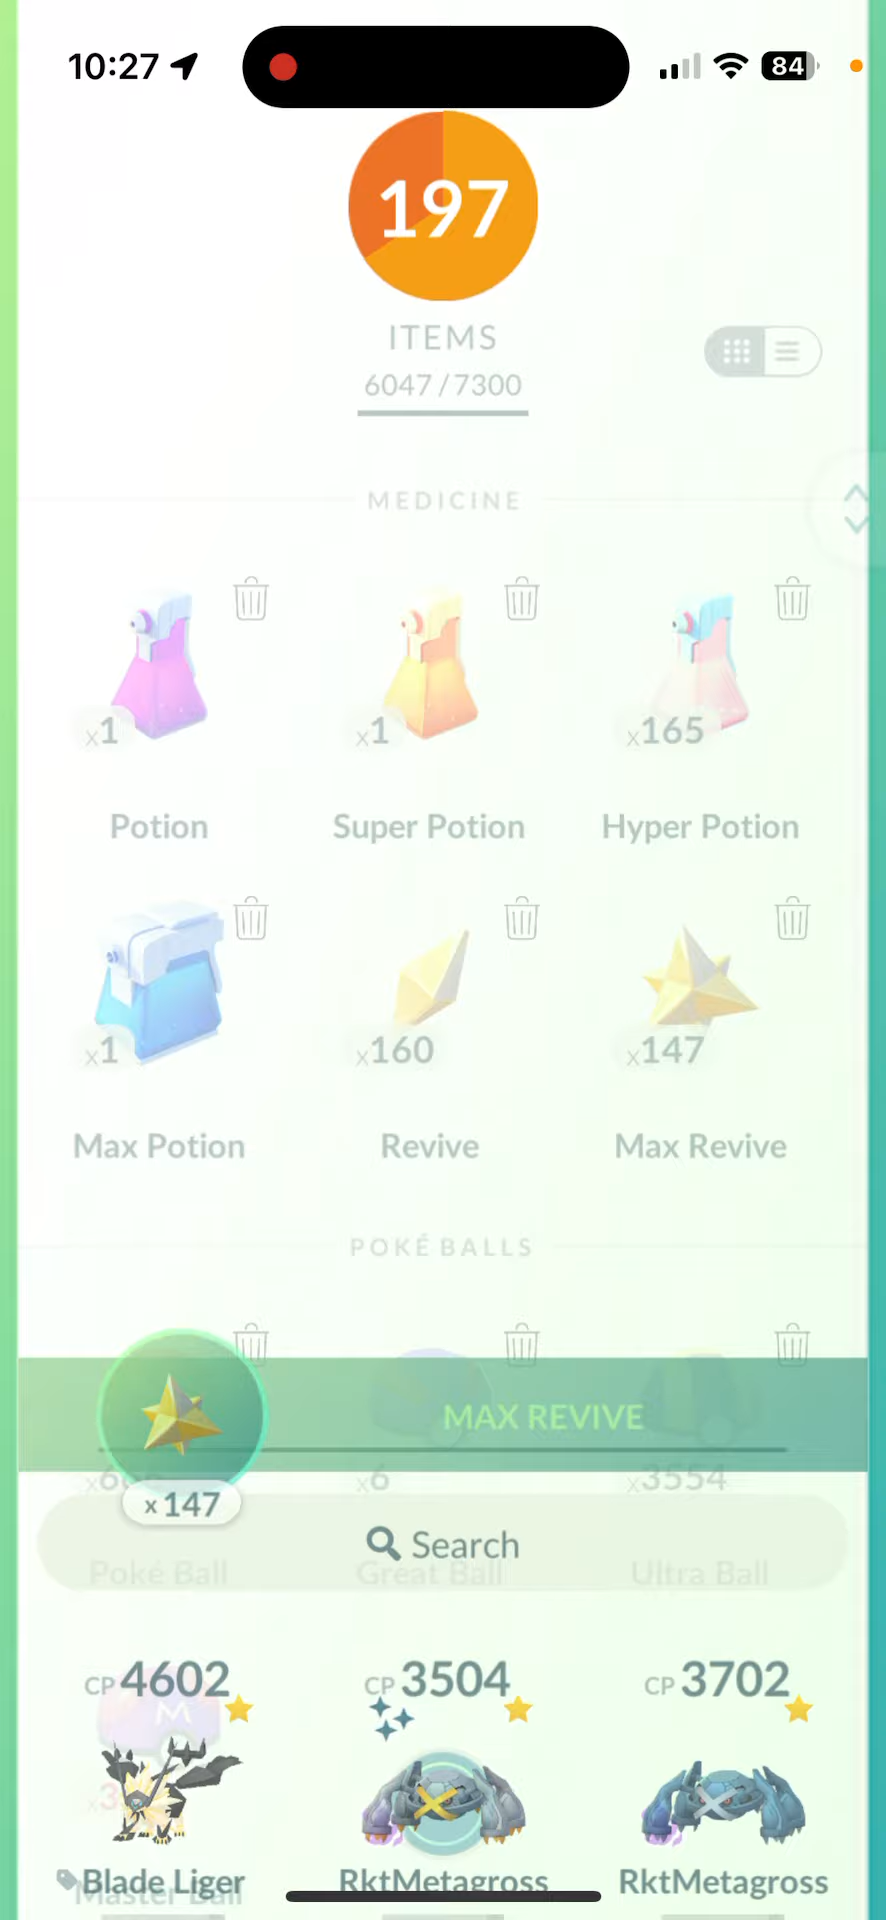 10:27
84
197
ITEMS
6047 / 7300
MEDICINE
x1
x1
x165
Potion
Super Potion
Hyper Potion
x1
x160
x147
Max Potion
Revive
Max Revive
POKÉ BALLS
MAX REVIVE
x6
x3554
x147
Search
Poké Ball
Great Ball
Ultra Ball
CP 4602
CP 3504
CP 3702
M
Blade Liger
RktMetagross
RktMetagross
Master Ball